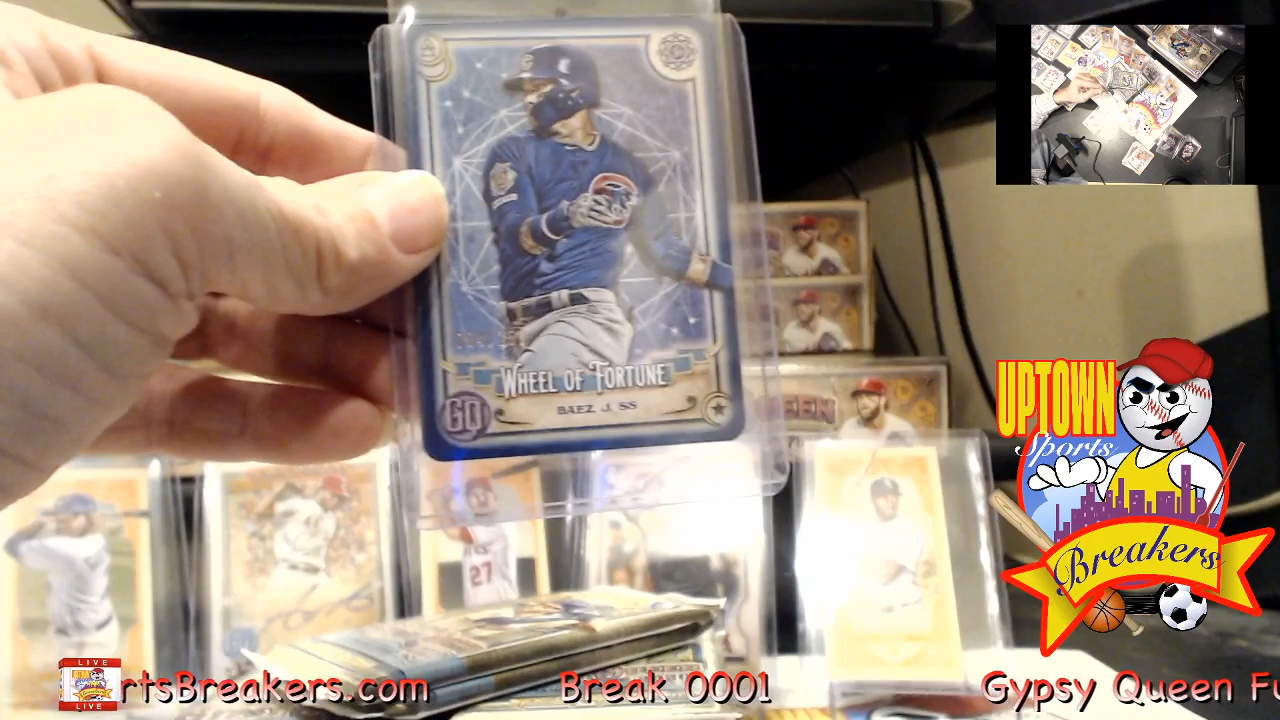 WHEEL OF FORTUNE
GQ
BAEZ J. SS
EEN
27
UPTOWN
Sports
Breakers
LIVE
LIVE
rtsBreakers.com
Break 0001
Gypsy Queen Fu